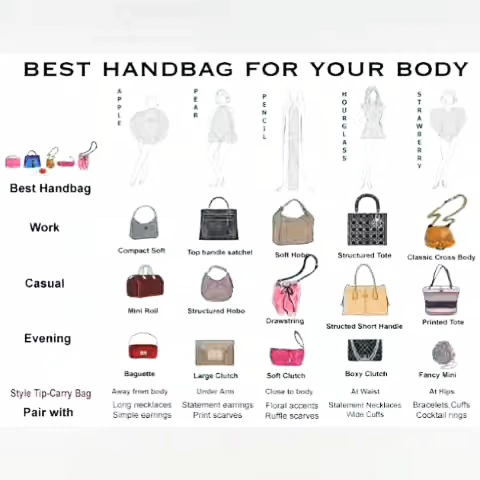 BEST HANDBAG FOR YOUR BODY
APPLE
PEAR
PENCIL
HOURGLASS
STRAWBERRY
Best Handbag
Work
Compact Soft
Top handle satchel
Soft Hobo
Structured Tote
Classic Cross Body
Casual
Mini Roll
Structured Hobo
Drawstring
Structed Short Handle
Printed Tote
Evening
Baguette
Large Clutch
Soft Clutch
Boxy Clutch
Fancy Mini
Style Tip-Carry Bag
Away from body
Under Arm
Close to body
At Waist
At Hips
Pair with
Long necklaces
Simple earrings
Statement earrings
Print scarves
Floral accents
Ruffle scarves
Statement Necklaces
Wide Cuffs
Bracelets,Cuffs
Cocktail rings